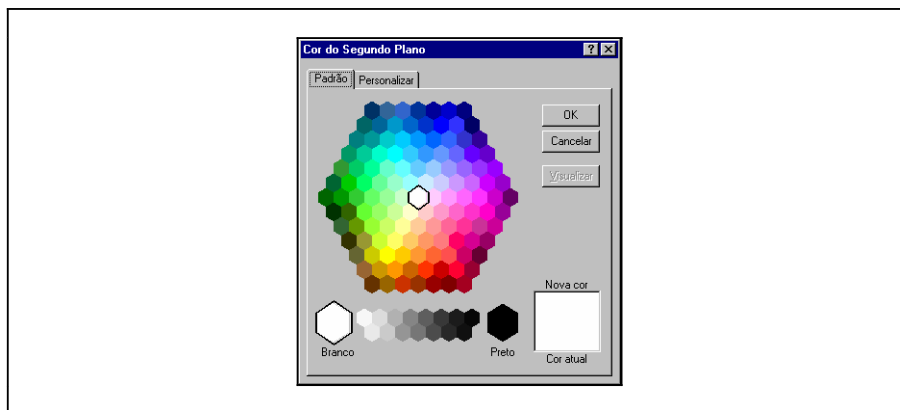 Cor do Segundo Plano
Padrão Personalizar
OK
Cancelar
Visualizar
Nova cor
Branco Preto
Cor atual